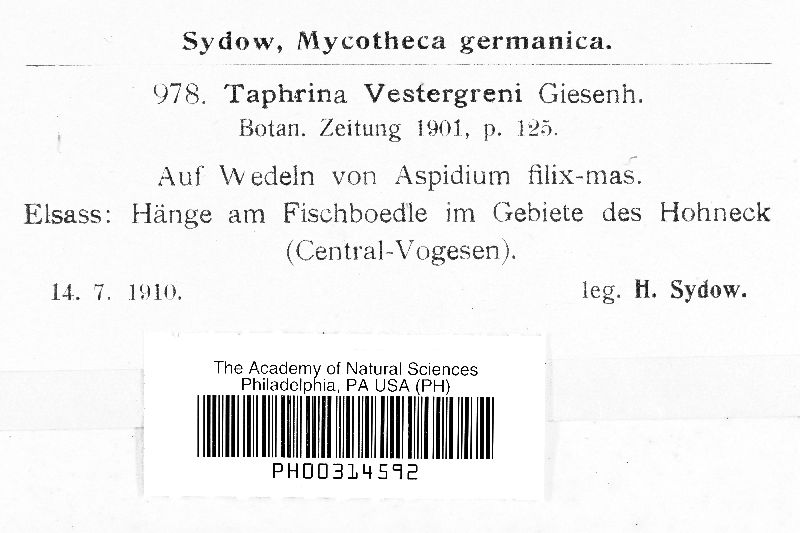 Sydow, Mycotheca germanica.
978. Taphrina Vestergreni Giesenh.
Botan. Zeitung 1901, p. 125.
Auf Wedeln von Aspidium filix-mas.
Elsass: Hänge am Fischboedle im Gebiete des Hohneck
(Central-Vogesen).
14. 7. 1910. leg. H. Sydow.
The Academy of Natural Sciences
Philadelphia, PA USA (PH)
PH00314592